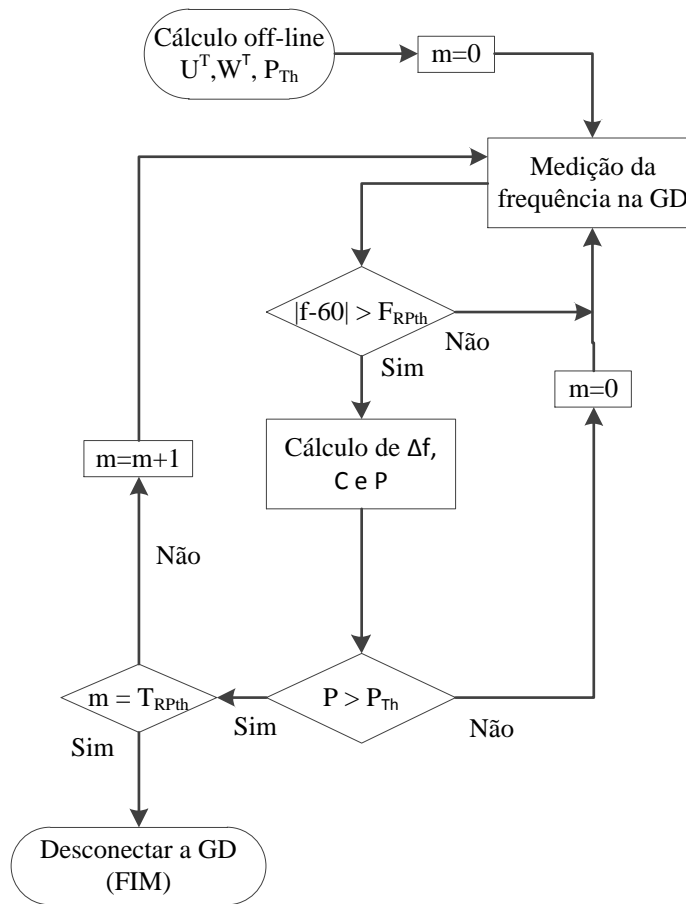 Cálculo off-line
U^T,W^T, P_Th
m=0
Medição da
frequência na GD
|f-60| > F_RPth
Não
Sim
m=0
Cálculo de Δf,
C e P
m=m+1
Não
m = T_RPth
Sim
P > P_Th
Não
Sim
Desconectar a GD
(FIM)